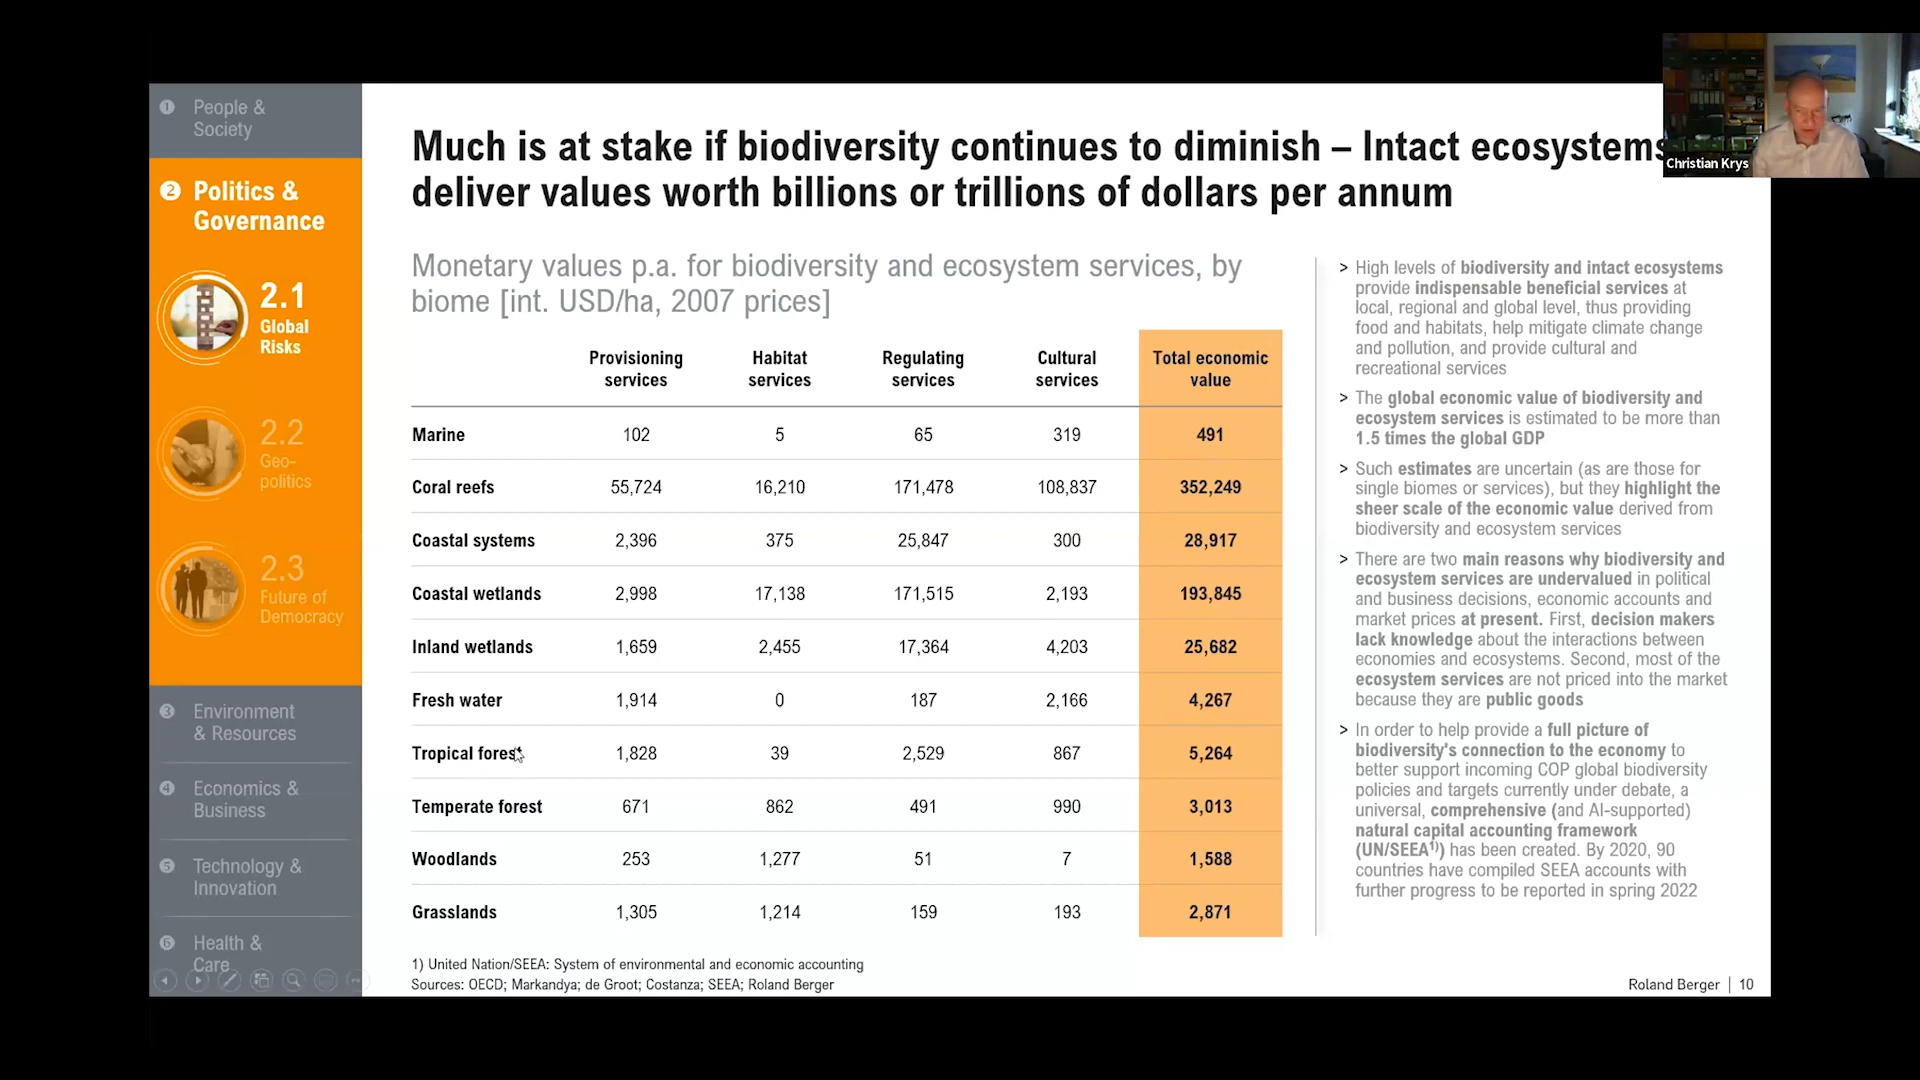 ❶ People &
Society
❷ Politics &
Governance
2.1
Global
Risks
2.2
Geo-
politics
2.3
Future of
Democracy
❸ Environment
& Resources
❹ Economics &
Business
❺ Technology &
Innovation
❻ Health &
Care
Much is at stake if biodiversity continues to diminish – Intact ecosystems
deliver values worth billions or trillions of dollars per annum
Christian Krys
Monetary values p.a. for biodiversity and ecosystem services, by
biome [int. USD/ha, 2007 prices]
Provisioning services Habitat services Regulating services Cultural services Total economic value
Marine 102 5 65 319 491
Coral reefs 55,724 16,210 171,478 108,837 352,249
Coastal systems 2,396 375 25,847 300 28,917
Coastal wetlands 2,998 17,138 171,515 2,193 193,845
Inland wetlands 1,659 2,455 17,364 4,203 25,682
Fresh water 1,914 0 187 2,166 4,267
Tropical forest 1,828 39 2,529 867 5,264
Temperate forest 671 862 491 990 3,013
Woodlands 253 1,277 51 7 1,588
Grasslands 1,305 1,214 159 193 2,871
> High levels of biodiversity and intact ecosystems
provide indispensable beneficial services at
local, regional and global level, thus providing
food and habitats, help mitigate climate change
and pollution, and provide cultural and
recreational services
> The global economic value of biodiversity and
ecosystem services is estimated to be more than
1.5 times the global GDP
> Such estimates are uncertain (as are those for
single biomes or services), but they highlight the
sheer scale of the economic value derived from
biodiversity and ecosystem services
> There are two main reasons why biodiversity and
ecosystem services are undervalued in political
and business decisions, economic accounts and
market prices at present. First, decision makers
lack knowledge about the interactions between
economies and ecosystems. Second, most of the
ecosystem services are not priced into the market
because they are public goods
> In order to help provide a full picture of
biodiversity's connection to the economy to
better support incoming COP global biodiversity
policies and targets currently under debate, a
universal, comprehensive (and AI-supported)
natural capital accounting framework
(UN/SEEA¹⁾) has been created. By 2020, 90
countries have compiled SEEA accounts with
further progress to be reported in spring 2022
1) United Nation/SEEA: System of environmental and economic accounting
Sources: OECD; Markandya; de Groot; Costanza; SEEA; Roland Berger
Roland Berger | 10